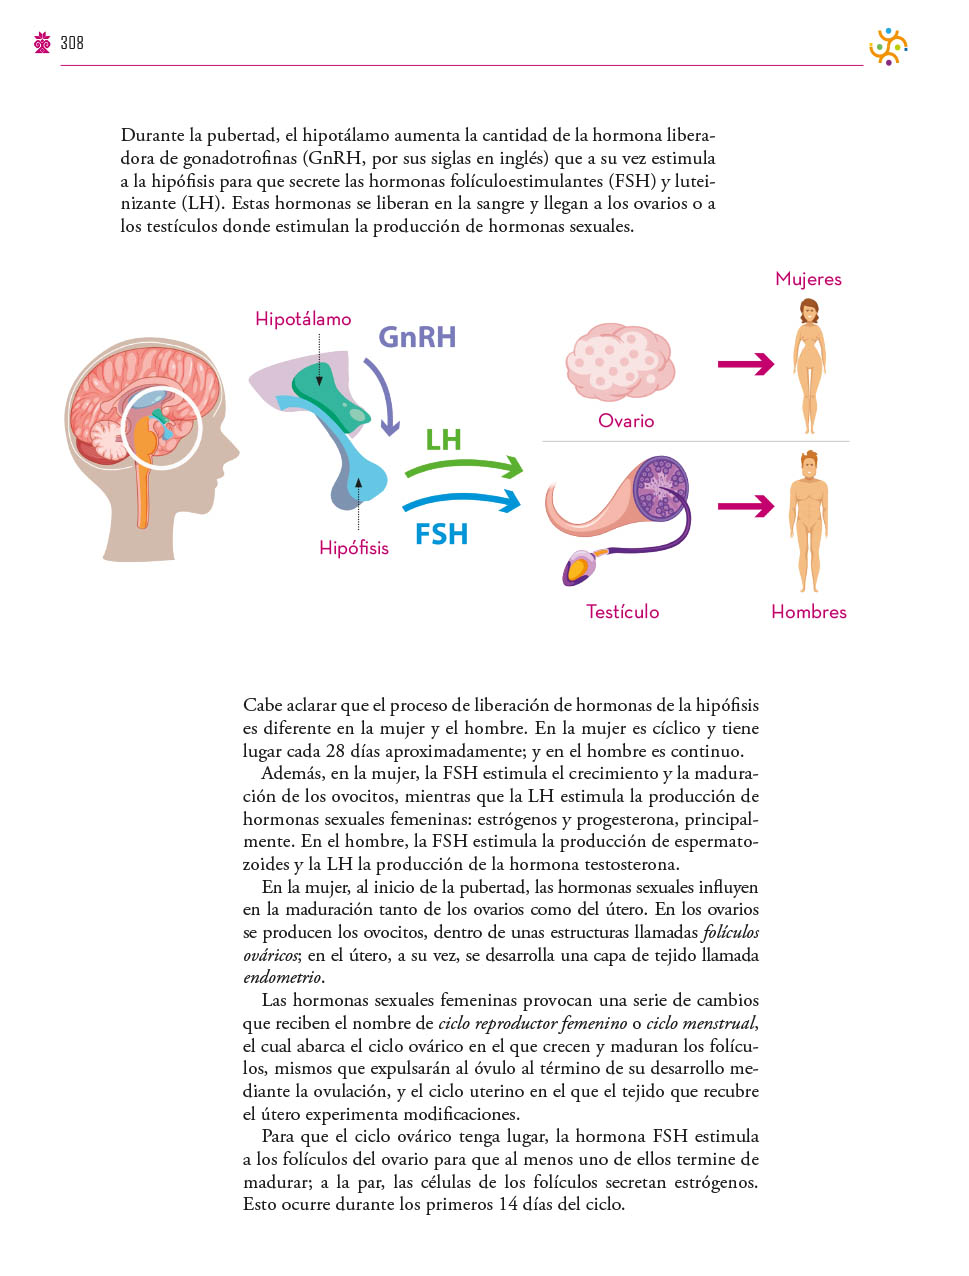 308
Durante la pubertad, el hipotálamo aumenta la cantidad de la hormona libera-
dora de gonadotrofinas (GnRH, por sus siglas en inglés) que a su vez estimula
a la hipófisis para que secrete las hormonas folículoestimulantes (FSH) y lutei-
nizante (LH). Estas hormonas se liberan en la sangre y llegan a los ovarios o a
los testículos donde estimulan la producción de hormonas sexuales.
Mujeres
Hipotálamo
GnRH
Ovario
LH
FSH
Hipófisis
Testículo
Hombres
Cabe aclarar que el proceso de liberación de hormonas de la hipófisis
es diferente en la mujer y el hombre. En la mujer es cíclico y tiene
lugar cada 28 días aproximadamente; y en el hombre es continuo.
Además, en la mujer, la FSH estimula el crecimiento y la madura-
ción de los ovocitos, mientras que la LH estimula la producción de
hormonas sexuales femeninas: estrógenos y progesterona, principal-
mente. En el hombre, la FSH estimula la producción de espermato-
zoides y la LH la producción de la hormona testosterona.
En la mujer, al inicio de la pubertad, las hormonas sexuales influyen
en la maduración tanto de los ovarios como del útero. En los ovarios
se producen los ovocitos, dentro de unas estructuras llamadas folículos
ováricos; en el útero, a su vez, se desarrolla una capa de tejido llamada
endometrio.
Las hormonas sexuales femeninas provocan una serie de cambios
que reciben el nombre de ciclo reproductor femenino o ciclo menstrual,
el cual abarca el ciclo ovárico en el que crecen y maduran los folícu-
los, mismos que expulsarán al óvulo al término de su desarrollo me-
diante la ovulación, y el ciclo uterino en el que el tejido que recubre
el útero experimenta modificaciones.
Para que el ciclo ovárico tenga lugar, la hormona FSH estimula
a los folículos del ovario para que al menos uno de ellos termine de
madurar; a la par, las células de los folículos secretan estrógenos.
Esto ocurre durante los primeros 14 días del ciclo.